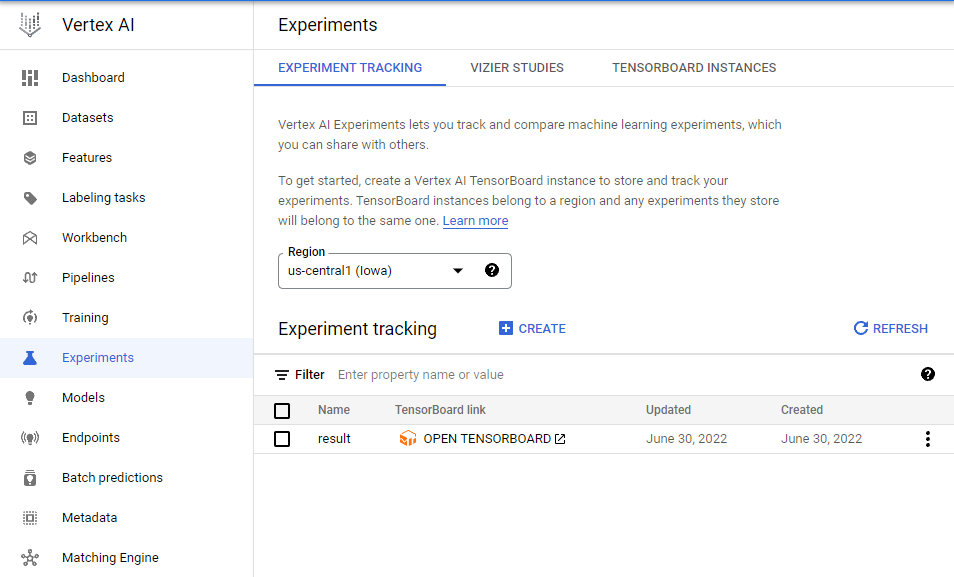 Vertex AI
Experiments
Dashboard
Datasets
Features
Labeling tasks
Workbench
Pipelines
Training
Experiments
Models
Endpoints
Batch predictions
Metadata
Matching Engine
EXPERIMENT TRACKING VIZIER STUDIES TENSORBOARD INSTANCES
Vertex AI Experiments lets you track and compare machine learning experiments, which
you can share with others.
To get started, create a Vertex AI TensorBoard instance to store and track your
experiments. TensorBoard instances belong to a region and any experiments they store
will belong to the same one. Learn more
Region
us-central1 (Iowa)
Experiment tracking CREATE REFRESH
Filter Enter property name or value
Name TensorBoard link Updated Created
result OPEN TENSORBOARD June 30, 2022 June 30, 2022